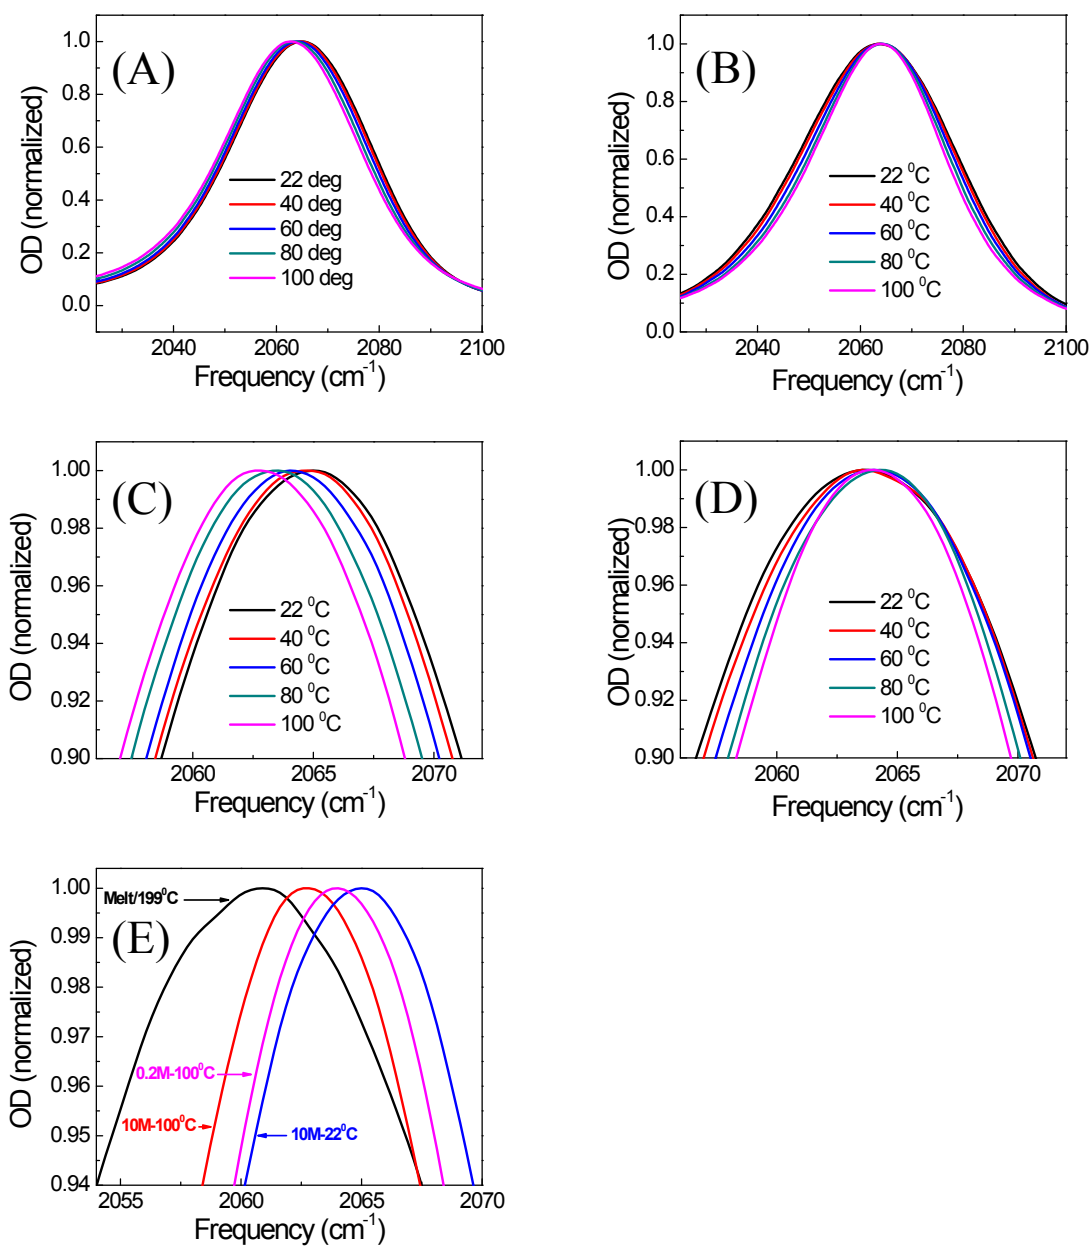 (A)
OD (normalized)
1.0
0.8
0.6
0.4
0.2
0.0
22 deg
40 deg
60 deg
80 deg
100 deg
2040 2060 2080 2100
Frequency (cm⁻¹)
(B)
OD (normalized)
1.0
0.8
0.6
0.4
0.2
0.0
22 ⁰C
40 ⁰C
60 ⁰C
80 ⁰C
100 ⁰C
2040 2060 2080 2100
Frequency (cm⁻¹)
(C)
OD (normalized)
1.00
0.98
0.96
0.94
0.92
0.90
22 ⁰C
40 ⁰C
60 ⁰C
80 ⁰C
100 ⁰C
2060 2065 2070
Frequency (cm⁻¹)
(D)
OD (normalized)
1.00
0.98
0.96
0.94
0.92
0.90
22 ⁰C
40 ⁰C
60 ⁰C
80 ⁰C
100 ⁰C
2060 2065 2070
Frequency (cm⁻¹)
(E)
OD (normalized)
1.00
0.99
0.98
0.97
0.96
0.95
0.94
Melt/199⁰C
0.2M-100⁰C
10M-100⁰C
10M-22⁰C
2055 2060 2065 2070
Frequency (cm⁻¹)